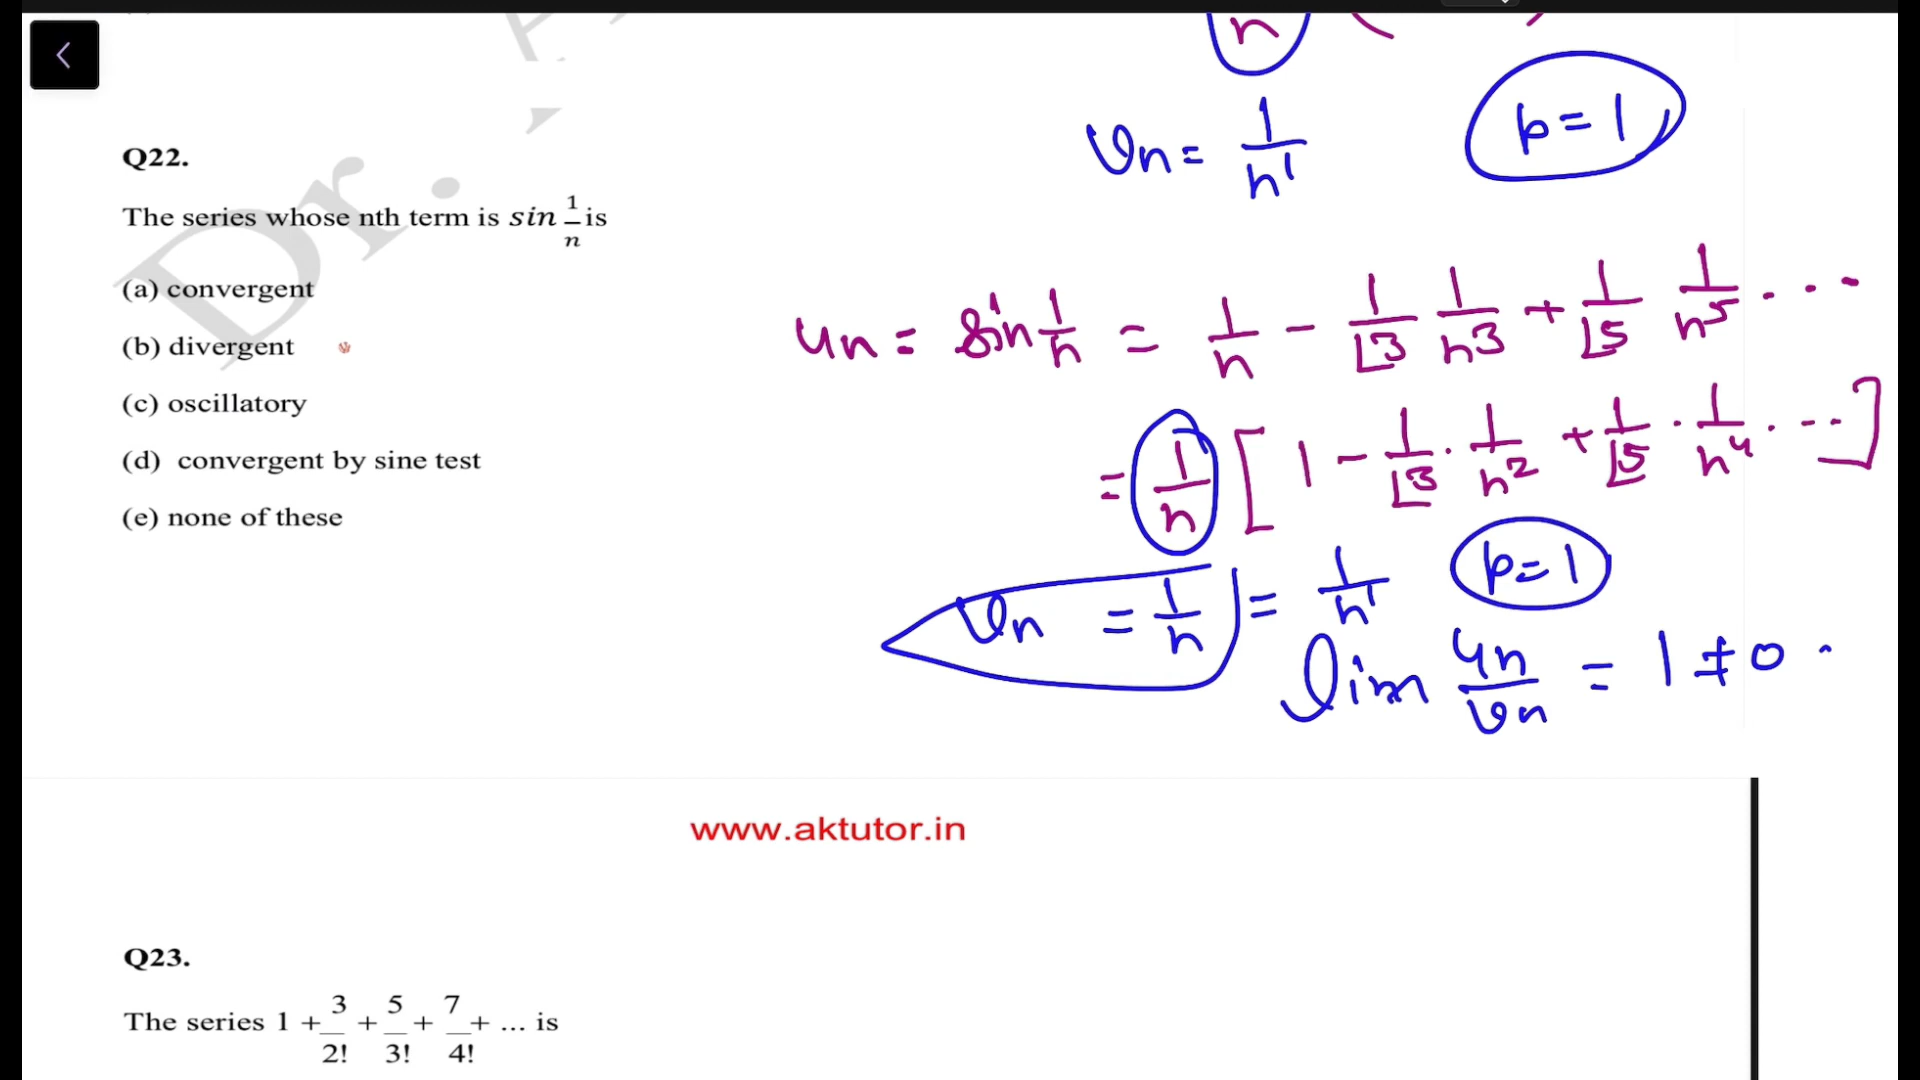 n (
vn = 1/n¹ p = 1
Dr. A
Q22.
The series whose nth term is sin 1/n is
(a) convergent
(b) divergent
(c) oscillatory
(d) convergent by sine test
(e) none of these
un = sin 1/n = 1/n - 1/⌊3 1/n³ + 1/⌊5 1/n⁵ ...
= 1/n [ 1 - 1/⌊3 . 1/n² + 1/⌊5 . 1/n⁴ . ... ]
vn = 1/n = 1/n¹ p = 1
lim un/vn = 1 ≠ 0 .
www.aktutor.in
Q23.
The series 1 + 3/2! + 5/3! + 7/4! + ... is